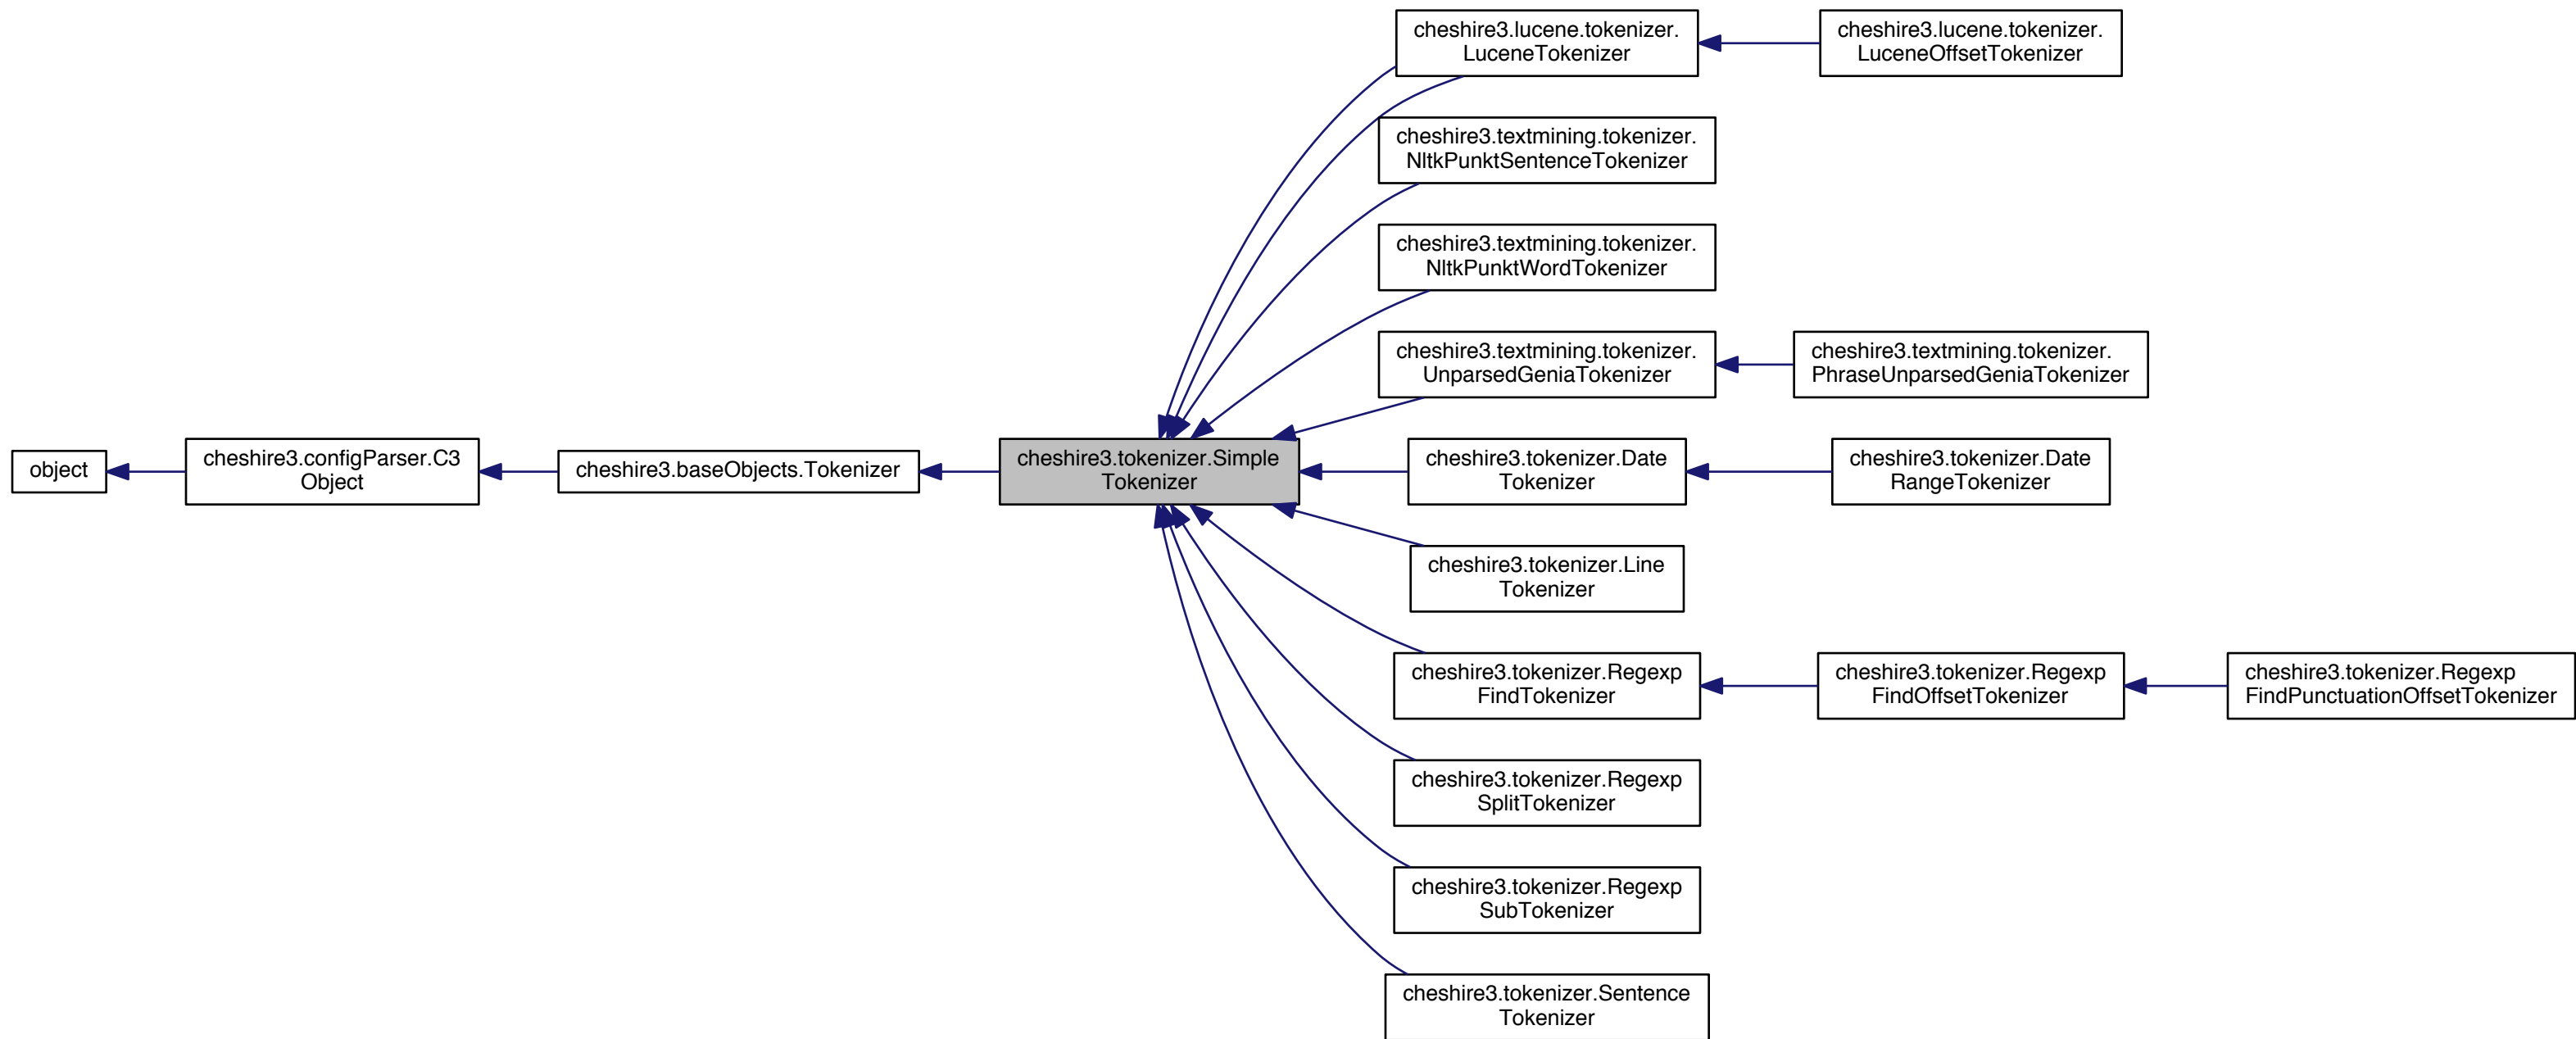 cheshire3.lucene.tokenizer.
LuceneTokenizer
cheshire3.lucene.tokenizer.
LuceneOffsetTokenizer
cheshire3.textmining.tokenizer.
NltkPunktSentenceTokenizer
cheshire3.textmining.tokenizer.
NltkPunktWordTokenizer
cheshire3.textmining.tokenizer.
UnparsedGeniaTokenizer
cheshire3.textmining.tokenizer.
PhraseUnparsedGeniaTokenizer
object
cheshire3.configParser.C3
Object
cheshire3.baseObjects.Tokenizer
cheshire3.tokenizer.Simple
Tokenizer
cheshire3.tokenizer.Date
Tokenizer
cheshire3.tokenizer.Date
RangeTokenizer
cheshire3.tokenizer.Line
Tokenizer
cheshire3.tokenizer.Regexp
FindTokenizer
cheshire3.tokenizer.Regexp
FindOffsetTokenizer
cheshire3.tokenizer.Regexp
FindPunctuationOffsetTokenizer
cheshire3.tokenizer.Regexp
SplitTokenizer
cheshire3.tokenizer.Regexp
SubTokenizer
cheshire3.tokenizer.Sentence
Tokenizer